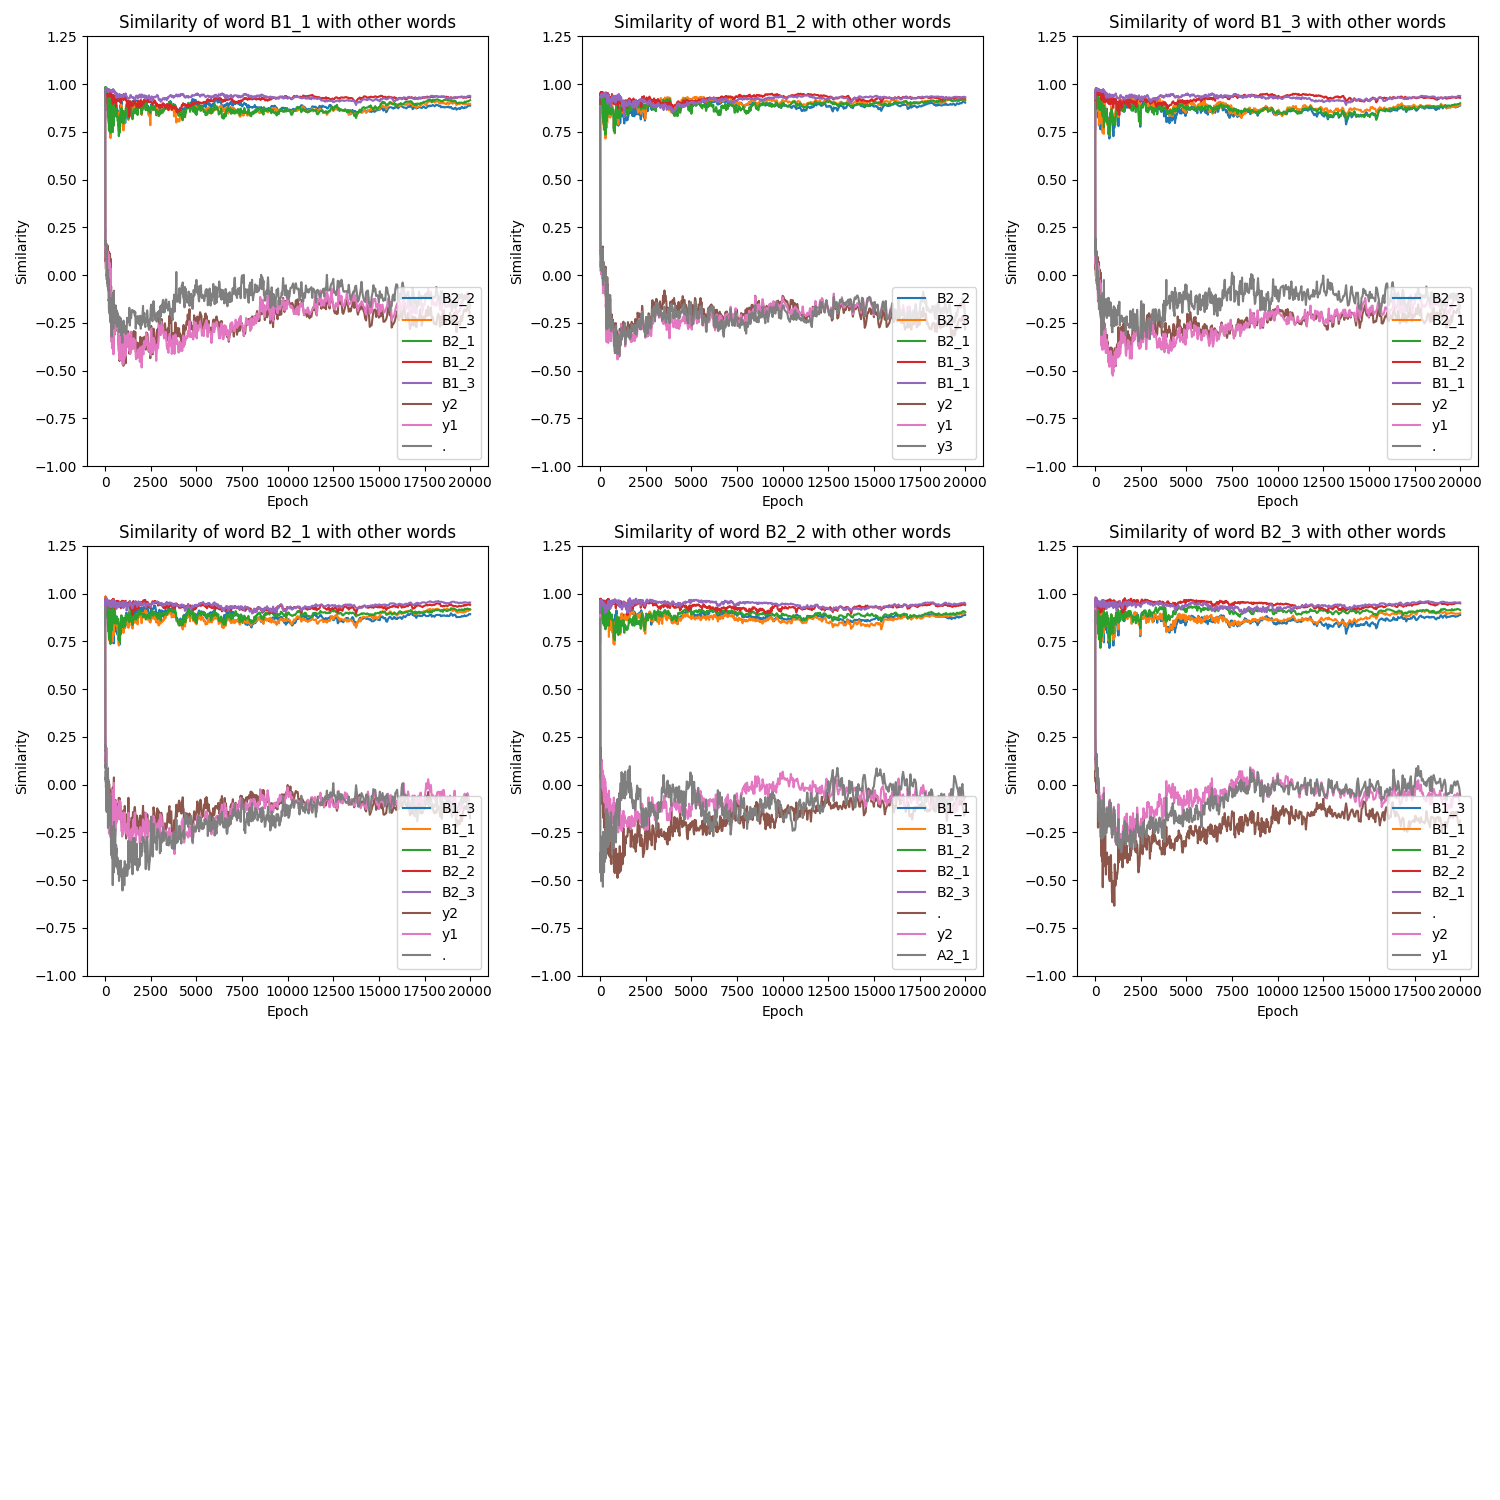 Similarity of word B1_1 with other words
1.25
1.00
0.75
0.50
0.25
0.00
−0.25
−0.50
−0.75
−1.00
Similarity
0 2500 5000 7500 10000 12500 15000 17500 20000
Epoch
B2_2
B2_3
B2_1
B1_2
B1_3
y2
y1
.
Similarity of word B1_2 with other words
1.25
1.00
0.75
0.50
0.25
0.00
−0.25
−0.50
−0.75
−1.00
Similarity
0 2500 5000 7500 10000 12500 15000 17500 20000
Epoch
B2_2
B2_3
B2_1
B1_3
B1_1
y2
y1
y3
Similarity of word B1_3 with other words
1.25
1.00
0.75
0.50
0.25
0.00
−0.25
−0.50
−0.75
−1.00
Similarity
0 2500 5000 7500 10000 12500 15000 17500 20000
Epoch
B2_3
B2_1
B2_2
B1_2
B1_1
y2
y1
.
Similarity of word B2_1 with other words
1.25
1.00
0.75
0.50
0.25
0.00
−0.25
−0.50
−0.75
−1.00
Similarity
0 2500 5000 7500 10000 12500 15000 17500 20000
Epoch
B1_3
B1_1
B1_2
B2_2
B2_3
y2
y1
.
Similarity of word B2_2 with other words
1.25
1.00
0.75
0.50
0.25
0.00
−0.25
−0.50
−0.75
−1.00
Similarity
0 2500 5000 7500 10000 12500 15000 17500 20000
Epoch
B1_1
B1_3
B1_2
B2_1
B2_3
.
y2
A2_1
Similarity of word B2_3 with other words
1.25
1.00
0.75
0.50
0.25
0.00
−0.25
−0.50
−0.75
−1.00
Similarity
0 2500 5000 7500 10000 12500 15000 17500 20000
Epoch
B1_3
B1_1
B1_2
B2_2
B2_1
.
y2
y1